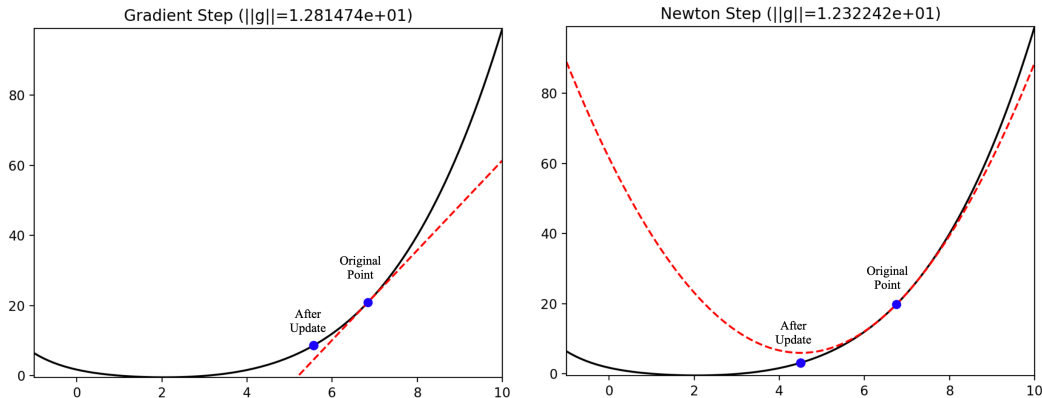 Gradient Step (||g||=1.281474e+01)
80
60
40
20
0
0
2
4
6
8
10
Original
Point
After
Update
Newton Step (||g||=1.232242e+01)
80
60
40
20
0
0
2
4
6
8
10
Original
Point
After
Update